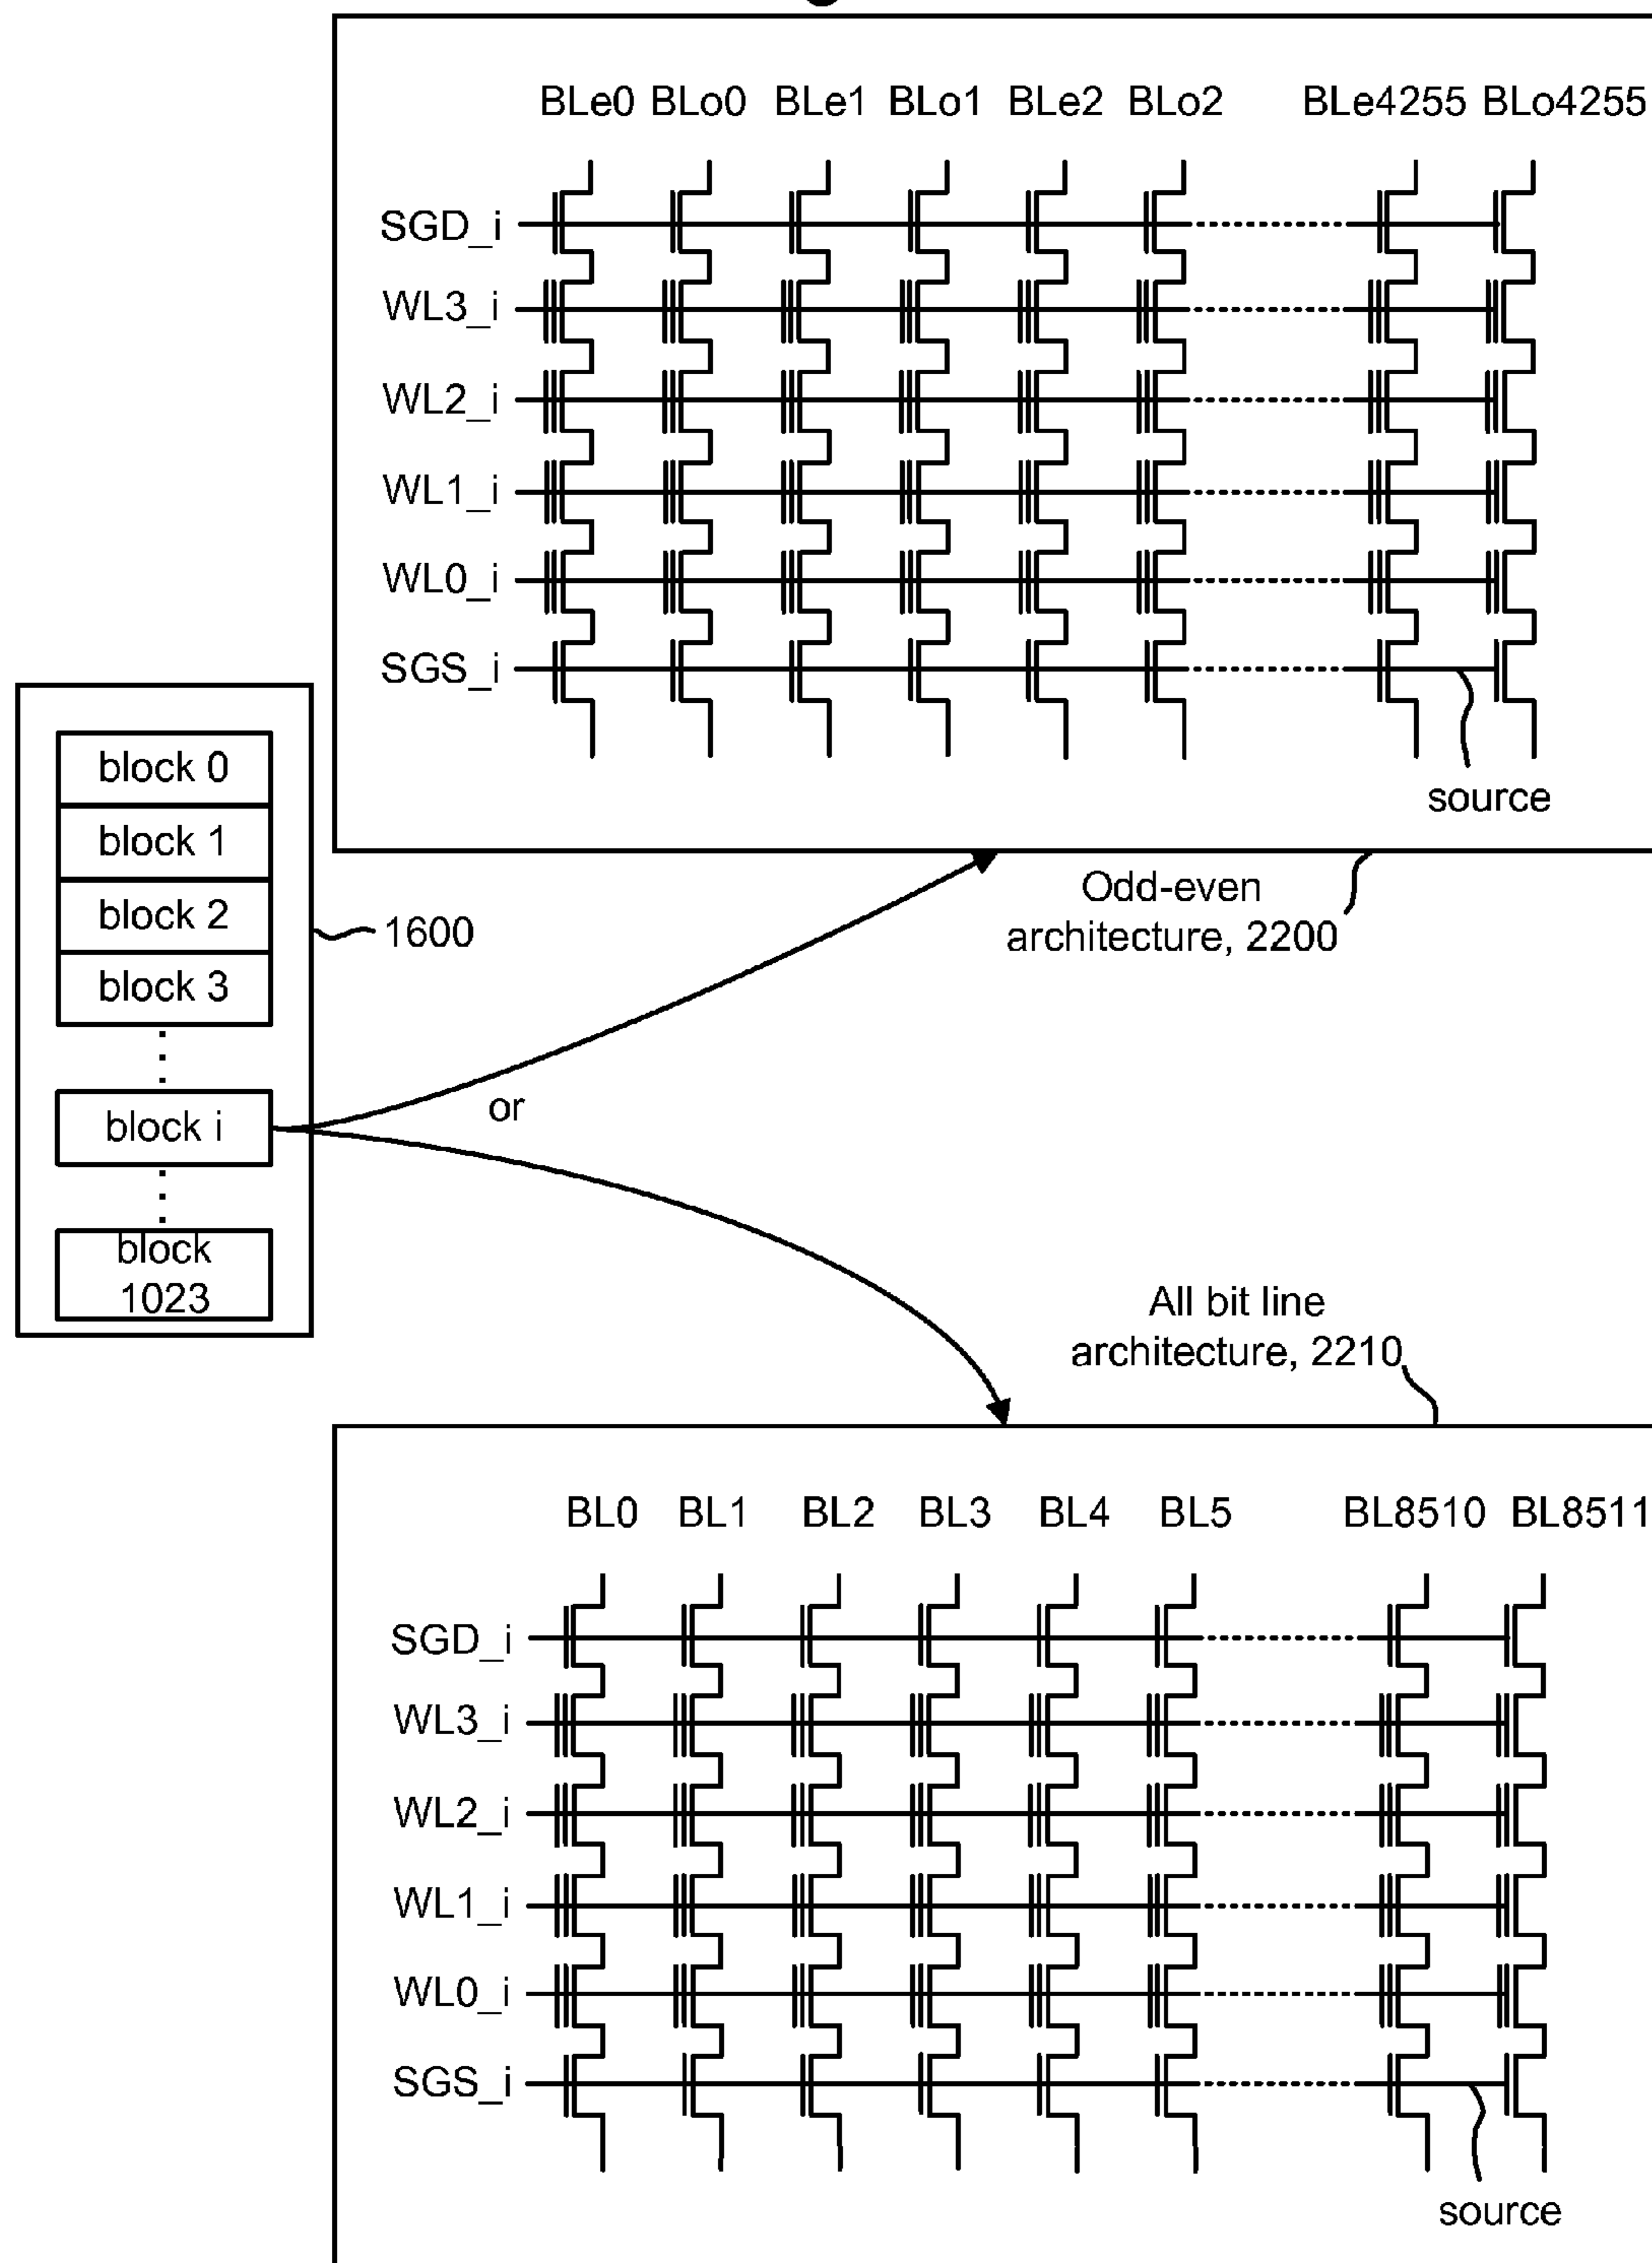 BLe0 BLo0 BLe1 BLo1 BLe2 BLo2 BLe4255 BLo4255
SGD_i
WL3_i
WL2_i
WL1_i
WL0_i
SGS_i
source
block 0
block 1
block 2
block 3
block i
block
1023
1600
or
Odd-even
architecture, 2200
All bit line
architecture, 2210
BL0 BL1 BL2 BL3 BL4 BL5 BL8510 BL8511
SGD_i
WL3_i
WL2_i
WL1_i
WL0_i
SGS_i
source